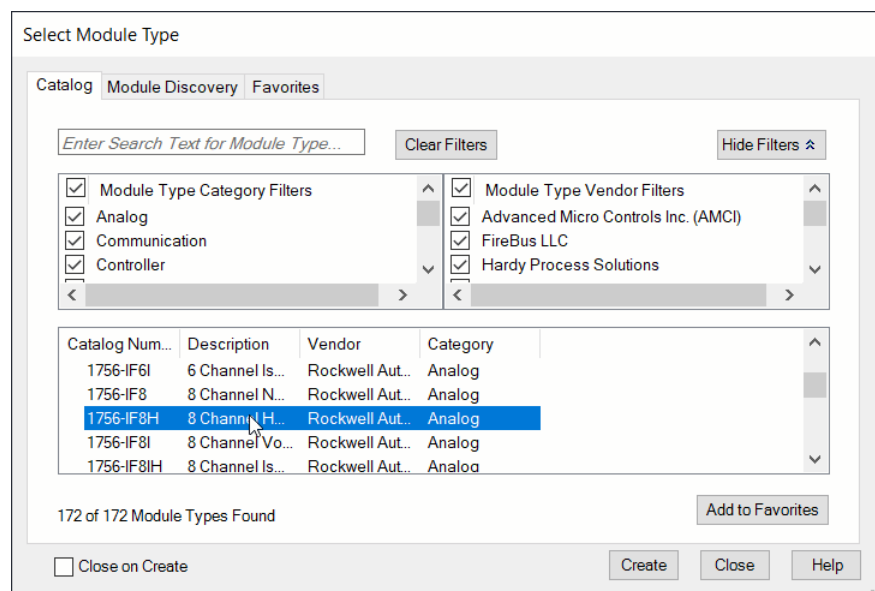 Select Module Type
Catalog Module Discovery Favorites
Enter Search Text for Module Type... Clear Filters Hide Filters
Module Type Category Filters Module Type Vendor Filters
Analog Advanced Micro Controls Inc. (AMCI)
Communication FireBus LLC
Controller Hardy Process Solutions
Catalog Num... Description Vendor Category
1756-IF6I 6 Channel Is... Rockwell Aut... Analog
1756-IF8 8 Channel N... Rockwell Aut... Analog
1756-IF8H 8 Channel H... Rockwell Aut... Analog
1756-IF8I 8 Channel Vo... Rockwell Aut... Analog
1756-IF8IH 8 Channel Is... Rockwell Aut... Analog
172 of 172 Module Types Found Add to Favorites
Close on Create Create Close Help